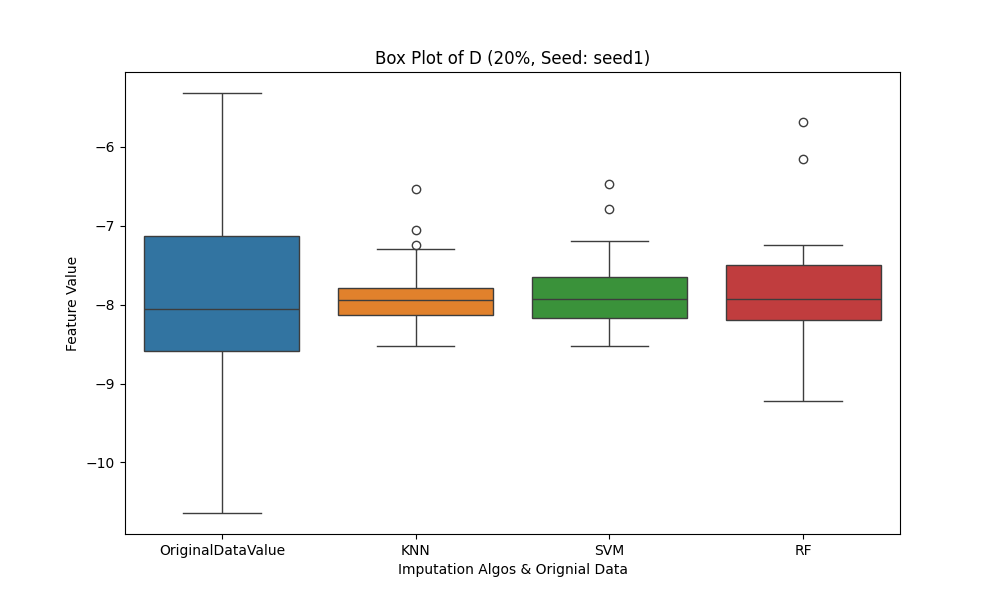 Box Plot of D (20%, Seed: seed1)
Feature Value
−6
−7
−8
−9
−10
OriginalDataValue
KNN
SVM
RF
Imputation Algos & Orignial Data